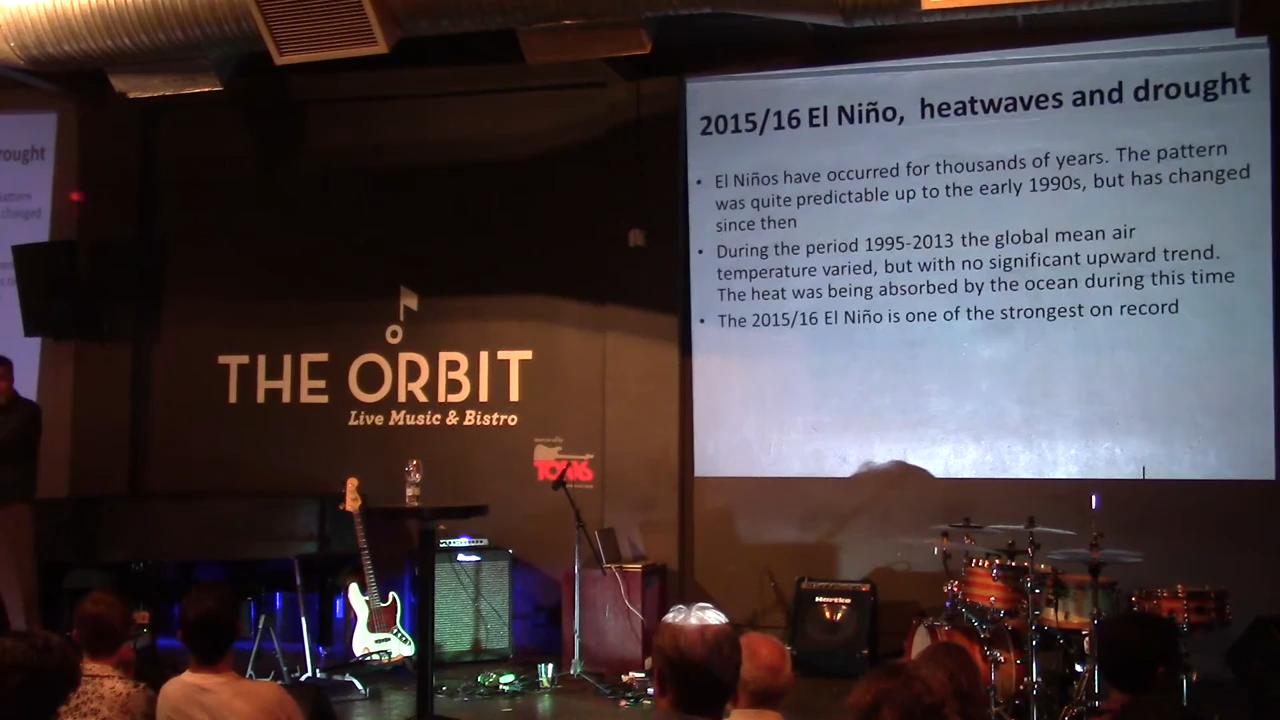 2015/16 El Niño, heatwaves and drought
• El Niños have occurred for thousands of years. The pattern
was quite predictable up to the early 1990s, but has changed
since then
• During the period 1995-2013 the global mean air
temperature varied, but with no significant upward trend.
The heat was being absorbed by the ocean during this time
• The 2015/16 El Niño is one of the strongest on record
rought
pattern
changed
THE ORBIT
Live Music & Bistro
TOMS
Hartke